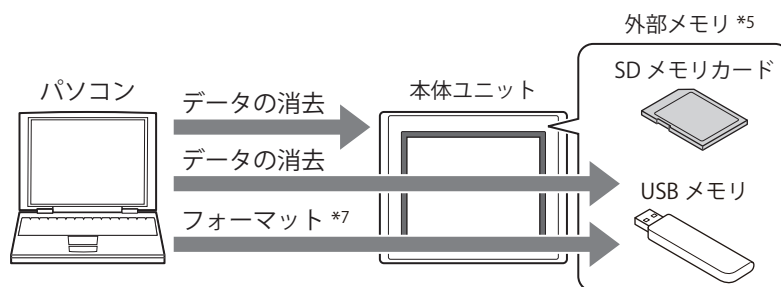 外部メモリ *5
SD メモリカード
パソコン
データの消去
本体ユニット
データの消去
USB メモリ
フォーマット *7